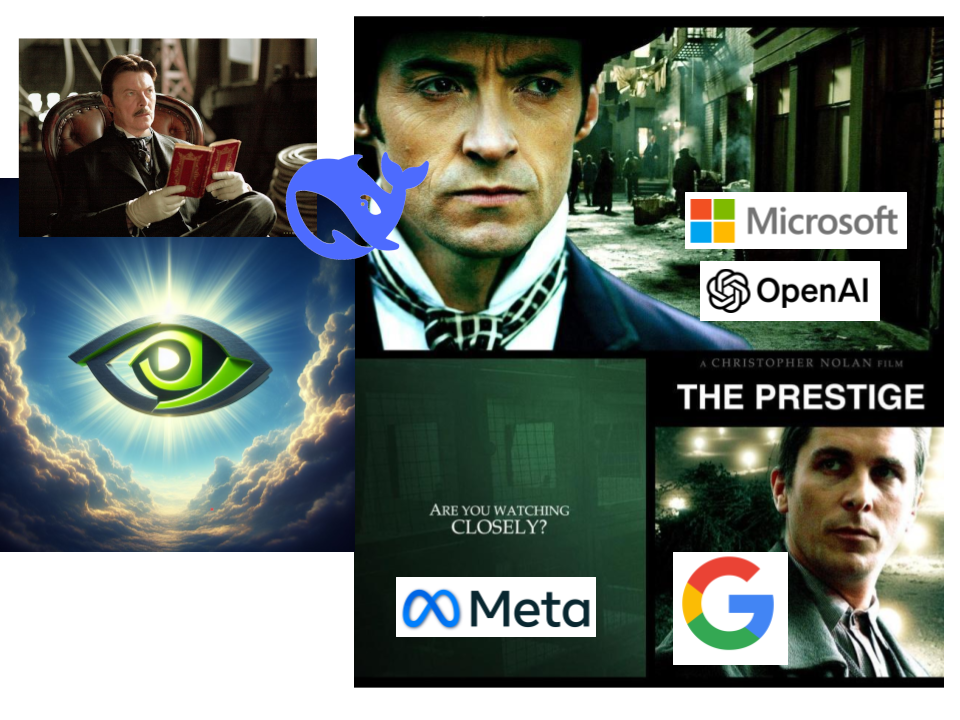 Microsoft
OpenAI
A CHRISTOPHER NOLAN FILM
THE PRESTIGE
ARE YOU WATCHING
CLOSELY?
Meta